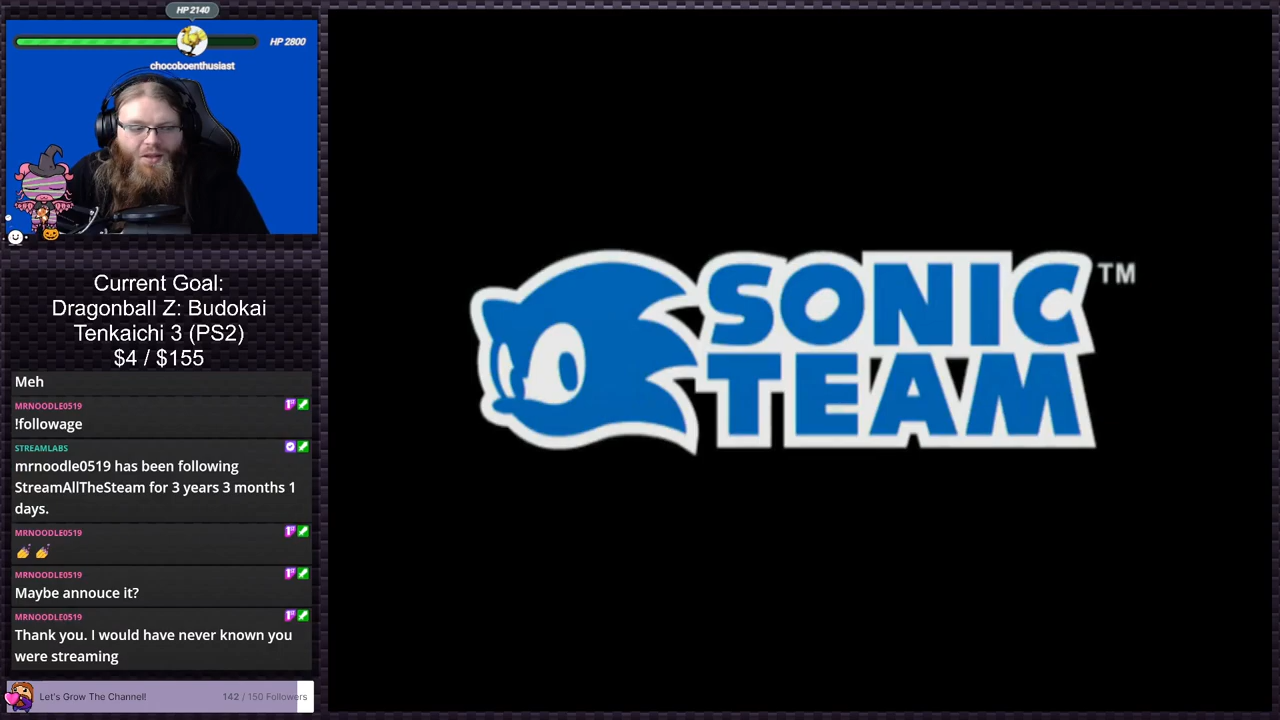 HP 2140
HP 2800
chocoboenthusiast
Current Goal:
Dragonball Z: Budokai
Tenkaichi 3 (PS2)
$4 / $155
Meh
MRNOODLE0519
!followage
STREAMLABS
mrnoodle0519 has been following
StreamAllTheSteam for 3 years 3 months 1
days.
MRNOODLE0519
MRNOODLE0519
Maybe annouce it?
MRNOODLE0519
Thank you. I would have never known you
were streaming
Let's Grow The Channel!
142 / 150 Followers
SONIC
TEAM
TM